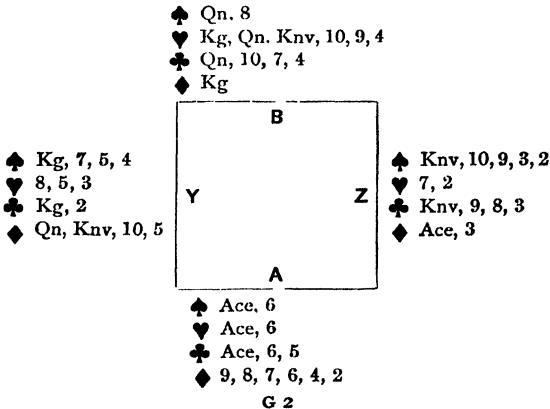 ♠ Qn. 8
♥ Kg, Qn. Knv, 10, 9, 4
♣ Qn, 10, 7, 4
♦ Kg
B
♠ Kg, 7, 5, 4
♥ 8, 5, 3
♣ Kg, 2
♦ Qn, Knv, 10, 5
Y
Z
♠ Knv, 10, 9, 3, 2
♥ 7, 2
♣ Knv, 9, 8, 3
♦ Ace, 3
A
♠ Ace. 6
♥ Ace, 6
♣ Ace, 6, 5
♦ 9, 8, 7, 6, 4, 2
G 2